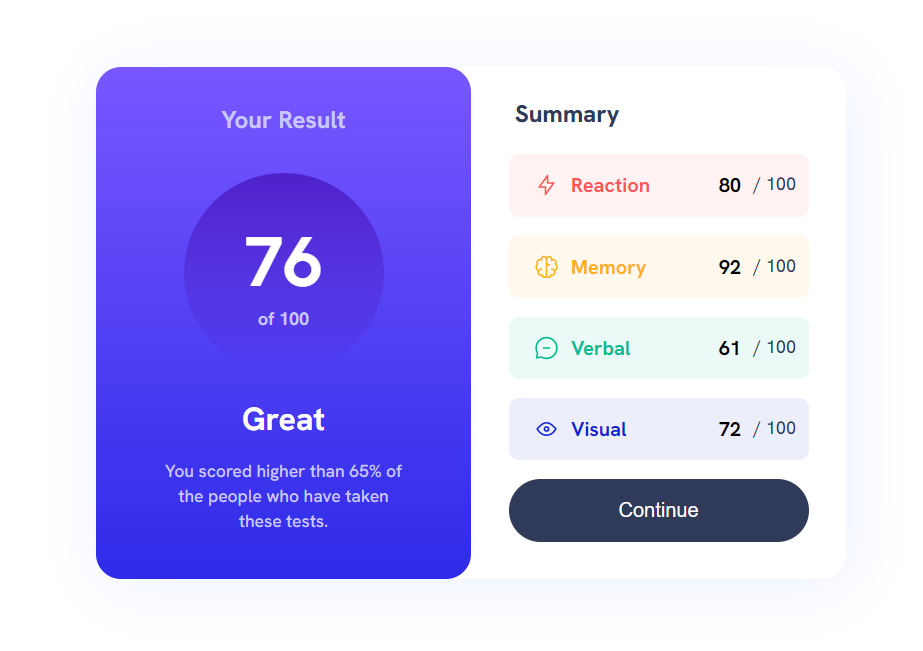 Your Result
76
of 100
Great
You scored higher than 65% of
the people who have taken
these tests.
Summary
Reaction 80 / 100
Memory 92 / 100
Verbal 61 / 100
Visual 72 / 100
Continue